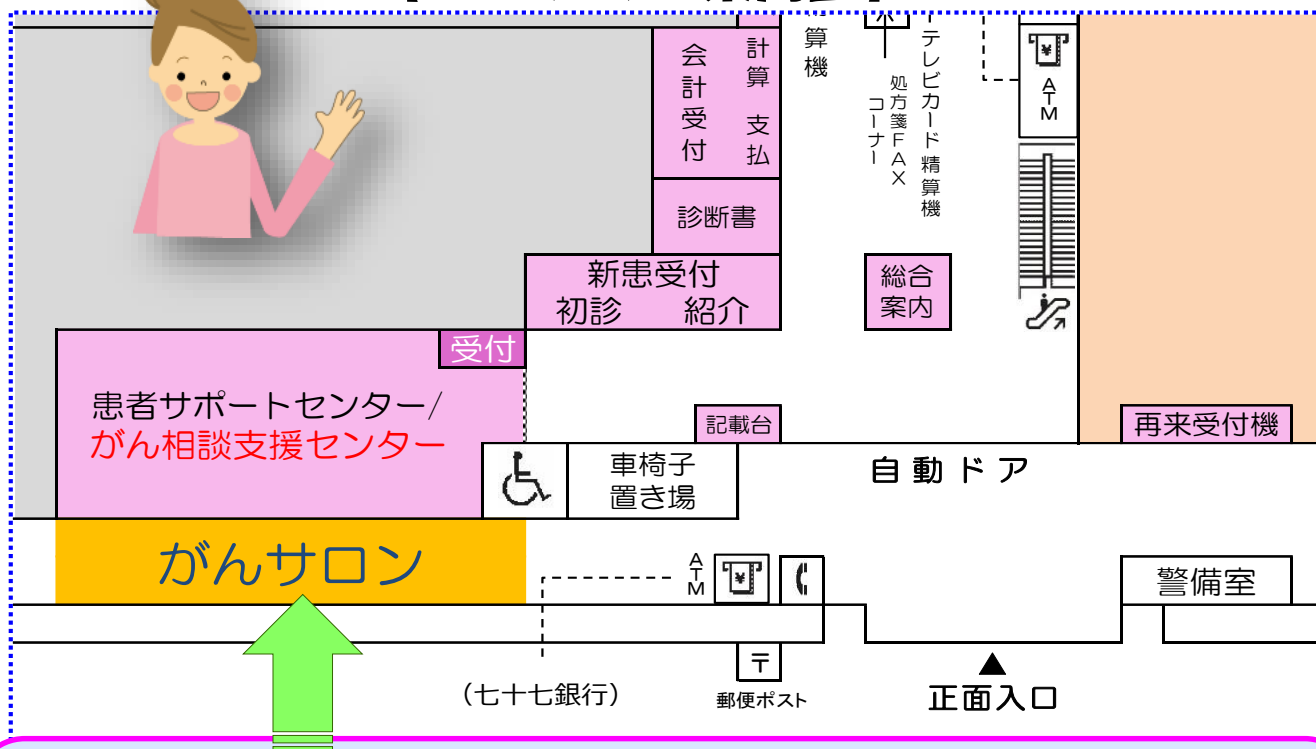 算機
会計受付
計算 支払
処方箋FAX
コーナー
テレビカード精算機
ATM
診断書
新患受付
初診 紹介
総合
案内
受付
患者サポートセンター/
がん相談支援センター
記載台
再来受付機
車椅子
置き場
自動ドア
がんサロン
ATM
警備室
〒
(七十七銀行)
郵便ポスト
▲
正面入口